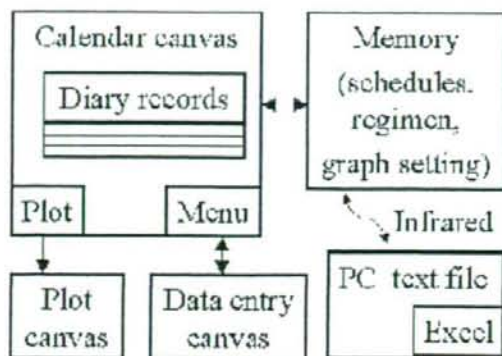 Calendar canvas
Diary records
Plot
Menu
Plot
canvas
Data entry
canvas
Memory
(schedules,
regimen,
graph setting)
Infrared
PC text file
Excel